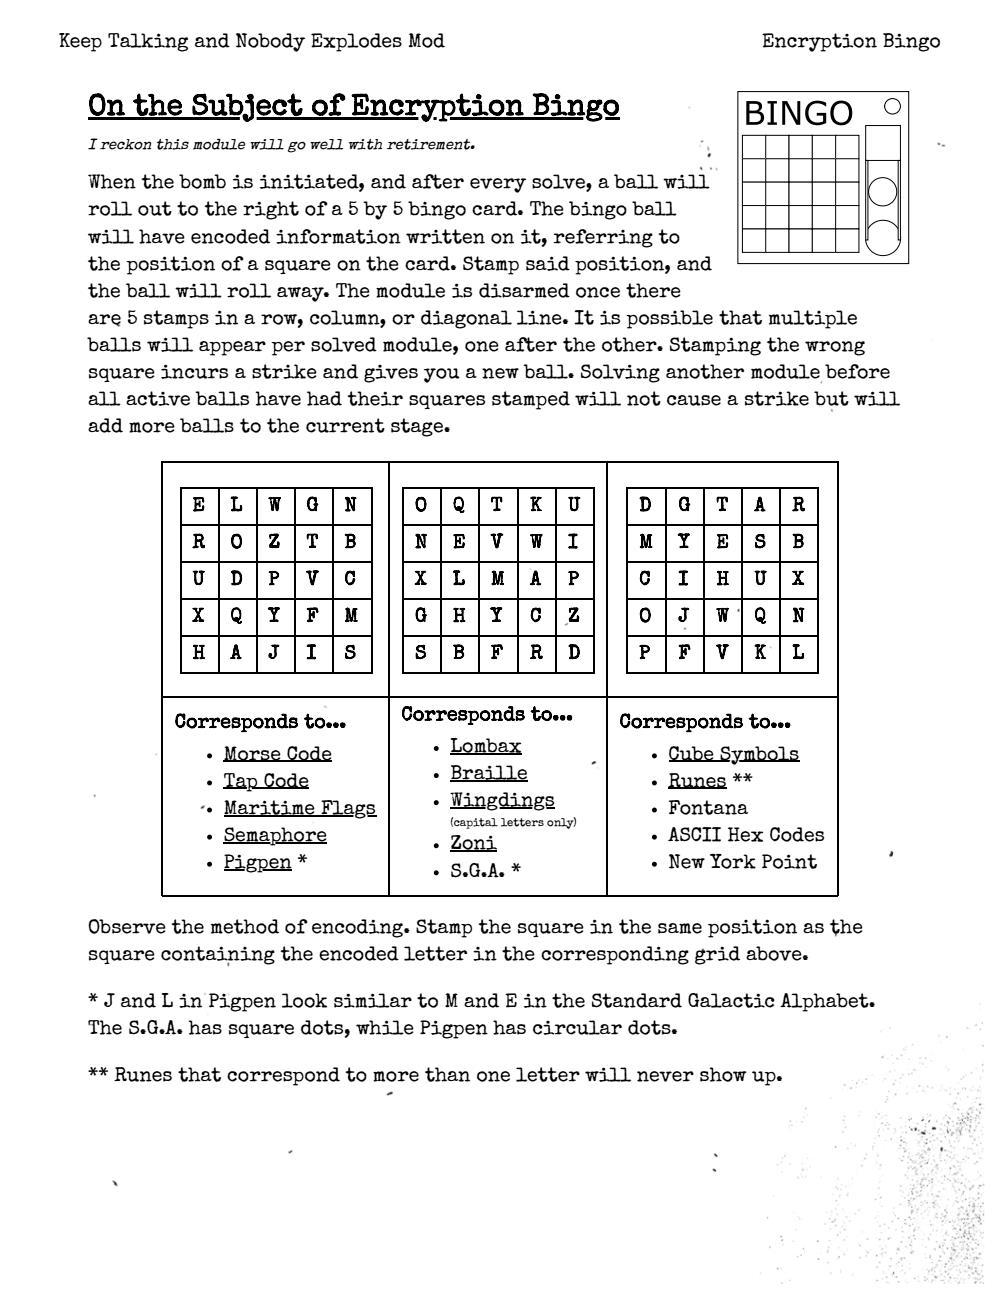 Keep Talking and Nobody Explodes Mod
Encryption Bingo
On the Subject of Encryption Bingo
I reckon this module will go well with retirement.
BINGO
When the bomb is initiated, and after every solve, a ball will
roll out to the right of a 5 by 5 bingo card. The bingo ball
will have encoded information written on it, referring to
the position of a square on the card. Stamp said position, and
the ball will roll away. The module is disarmed once there
are 5 stamps in a row, column, or diagonal line. It is possible that multiple
balls will appear per solved module, one after the other. Stamping the wrong
square incurs a strike and gives you a new ball. Solving another module before
all active balls have had their squares stamped will not cause a strike but will
add more balls to the current stage.
E L W G N
R O Z T B
U D P V C
X Q Y F M
H A J I S
O Q T K U
N E V W I
X L M A P
G H Y C Z
S B F R D
D G T A R
M Y E S B
C I H U X
O J W Q N
P F V K L
Corresponds to...
• Morse Code
• Tap Code
• Maritime Flags
• Semaphore
• Pigpen *
Corresponds to...
• Lombax
• Braille
• Wingdings
(capital letters only)
• Zoni
• S.G.A. *
Corresponds to...
• Cube Symbols
• Runes **
• Fontana
• ASCII Hex Codes
• New York Point
Observe the method of encoding. Stamp the square in the same position as the
square containing the encoded letter in the corresponding grid above.
* J and L in Pigpen look similar to M and E in the Standard Galactic Alphabet.
The S.G.A. has square dots, while Pigpen has circular dots.
** Runes that correspond to more than one letter will never show up.